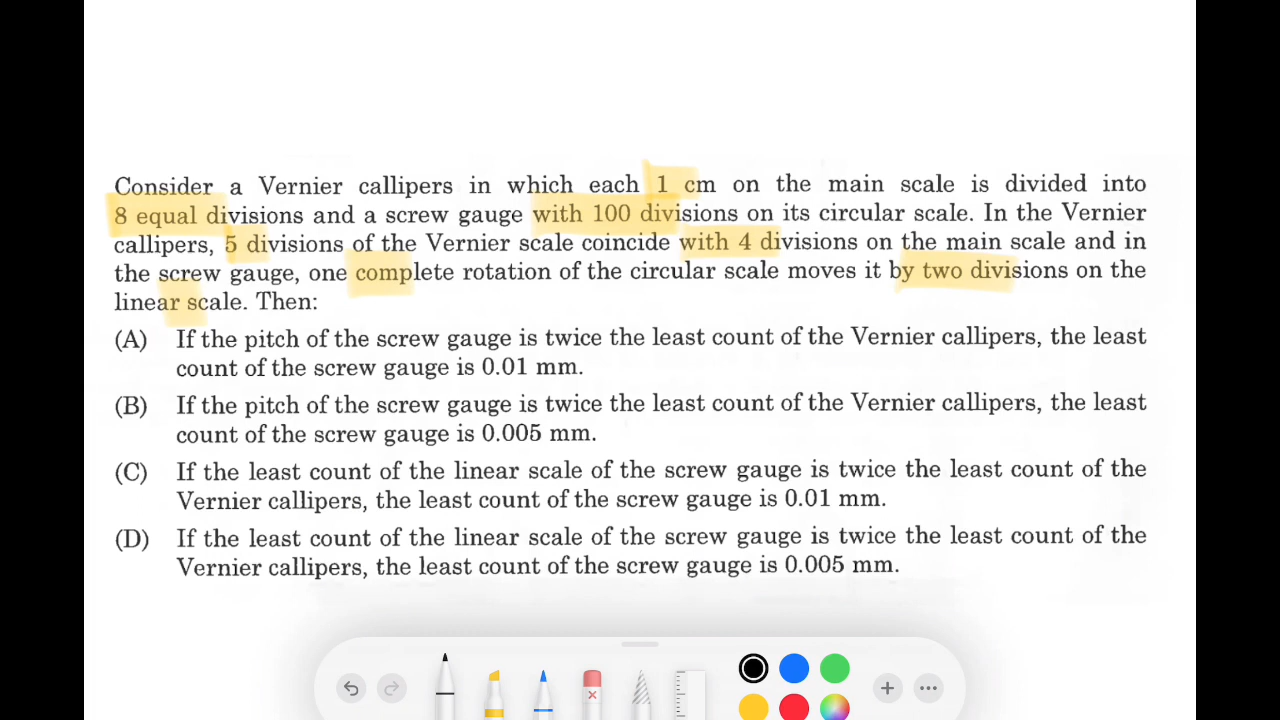 Consider a Vernier callipers in which each 1 cm on the main scale is divided into
8 equal divisions and a screw gauge with 100 divisions on its circular scale. In the Vernier
callipers, 5 divisions of the Vernier scale coincide with 4 divisions on the main scale and in
the screw gauge, one complete rotation of the circular scale moves it by two divisions on the
linear scale. Then:
(A) If the pitch of the screw gauge is twice the least count of the Vernier callipers, the least
count of the screw gauge is 0.01 mm.
(B) If the pitch of the screw gauge is twice the least count of the Vernier callipers, the least
count of the screw gauge is 0.005 mm.
(C) If the least count of the linear scale of the screw gauge is twice the least count of the
Vernier callipers, the least count of the screw gauge is 0.01 mm.
(D) If the least count of the linear scale of the screw gauge is twice the least count of the
Vernier callipers, the least count of the screw gauge is 0.005 mm.